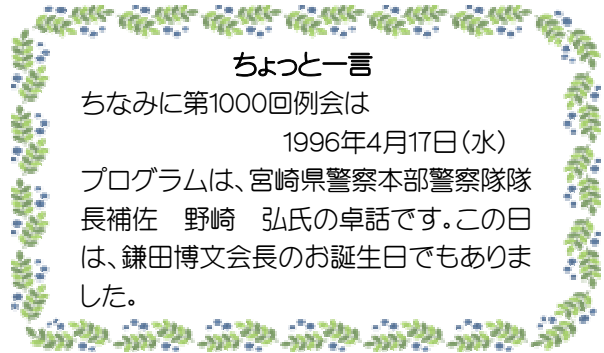 ちょっと一言
ちなみに第1000回例会は
1996年4月17日（水）
プログラムは、宮崎県警察本部警察隊隊
長補佐　野崎　弘氏の卓話です。この日
は、鎌田博文会長のお誕生日でもありま
した。